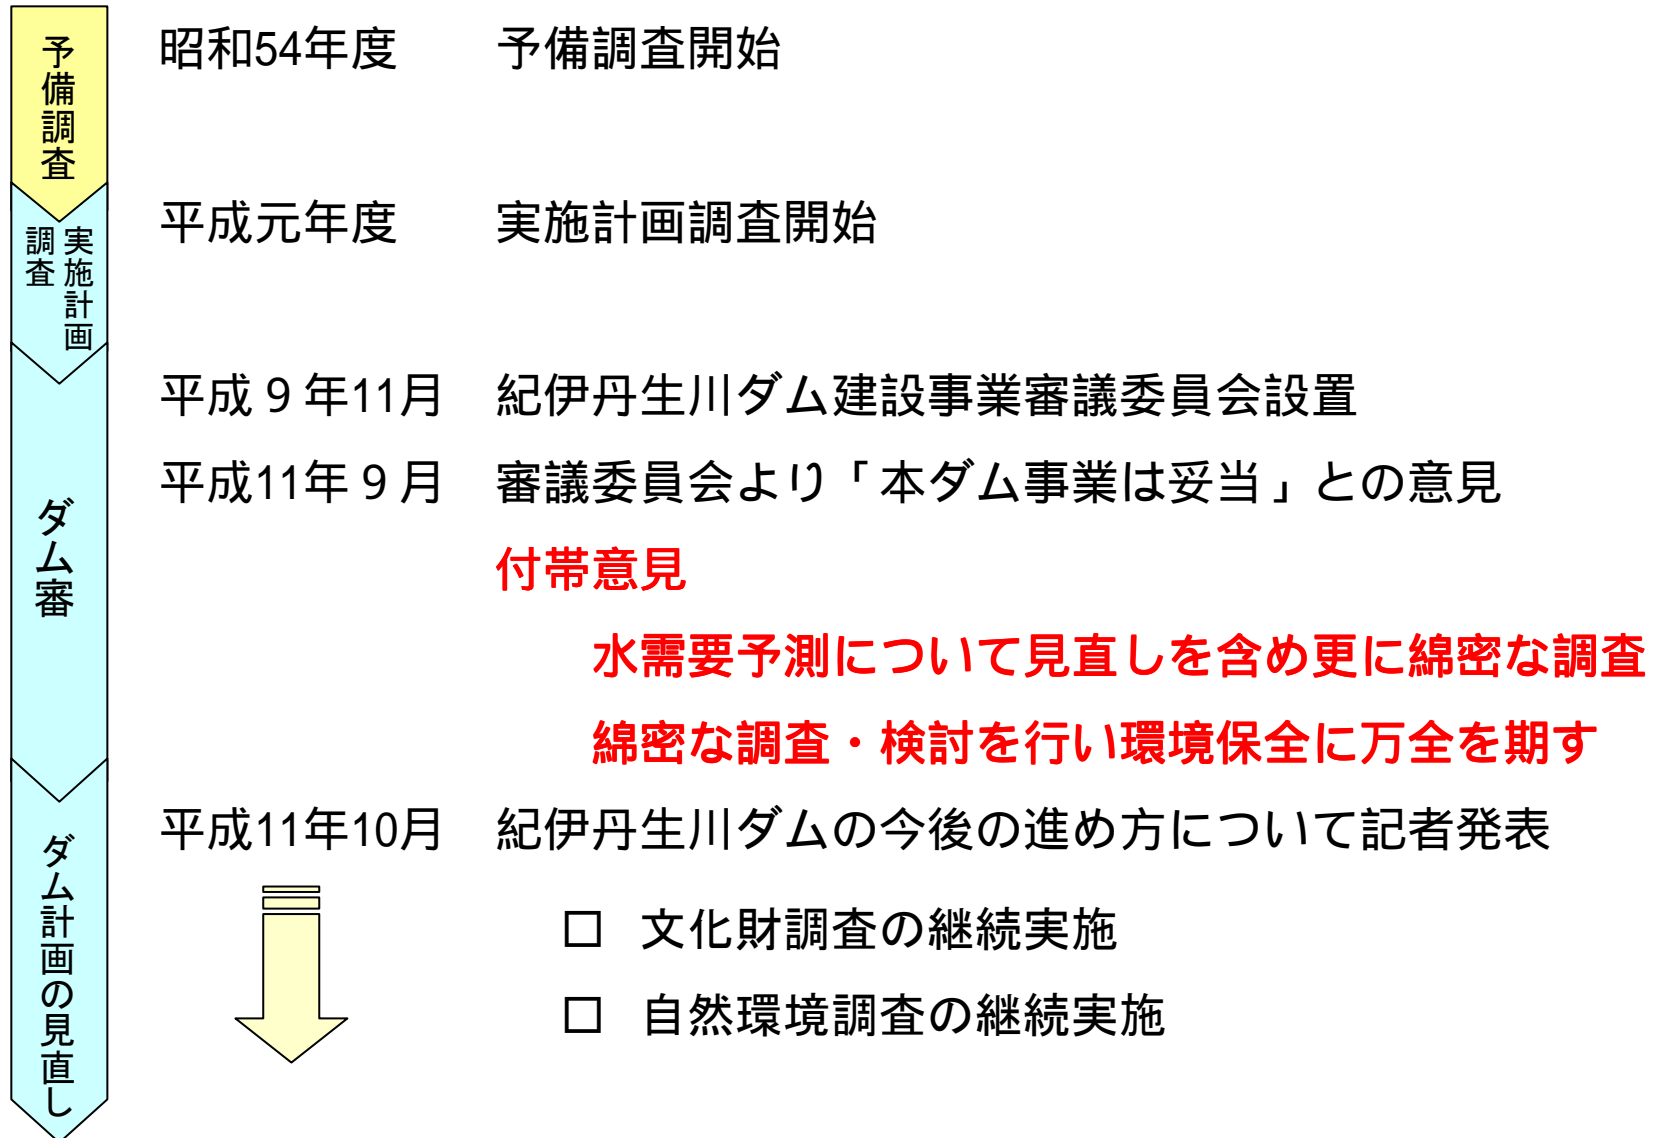 予備調査
昭和54年度 予備調査開始
実施計画
調査
平成元年度 実施計画調査開始
ダム審
平成９年11月 紀伊丹生川ダム建設事業審議委員会設置
平成11年９月 審議委員会より「本ダム事業は妥当」との意見
付帯意見
水需要予測について見直しを含め更に綿密な調査
綿密な調査・検討を行い環境保全に万全を期す
ダム計画の見直し
平成11年10月 紀伊丹生川ダムの今後の進め方について記者発表
□ 文化財調査の継続実施
□ 自然環境調査の継続実施